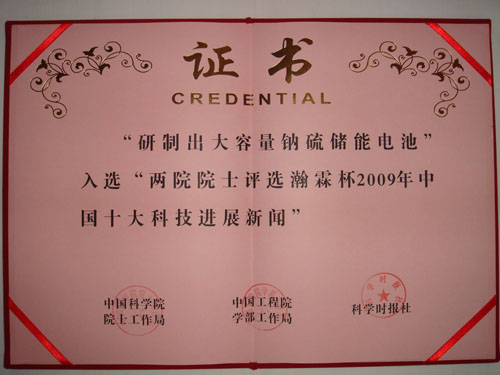 证书
CREDENTIAL
“研制出大容量钠硫储能电池”
入选“两院院士评选瀚霖杯2009年中
国十大科技进展新闻”
中国科学院 中国工程院 科学时报社
院士工作局 学部工作局